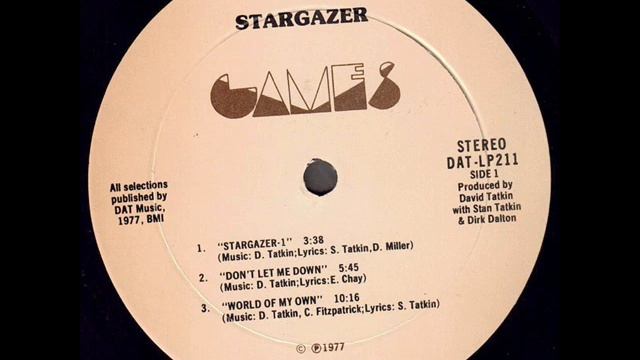 STARGAZER
GAMES
All selections
published by
DAT Music,
1977, BMI
STEREO
DAT-LP211
SIDE 1
Produced by
David Tatkin
with Stan Tatkin
& Dirk Dalton
1. "STARGAZER-1" 3:38
(Music: D. Tatkin;Lyrics: S. Tatkin,D. Miller)
2. "DON'T LET ME DOWN" 5:45
(Music: D. Tatkin;Lyrics:E. Chay)
3. "WORLD OF MY OWN" 10:16
(Music: D. Tatkin, C. Fitzpatrick;Lyrics: S. Tatkin)
© ℗1977